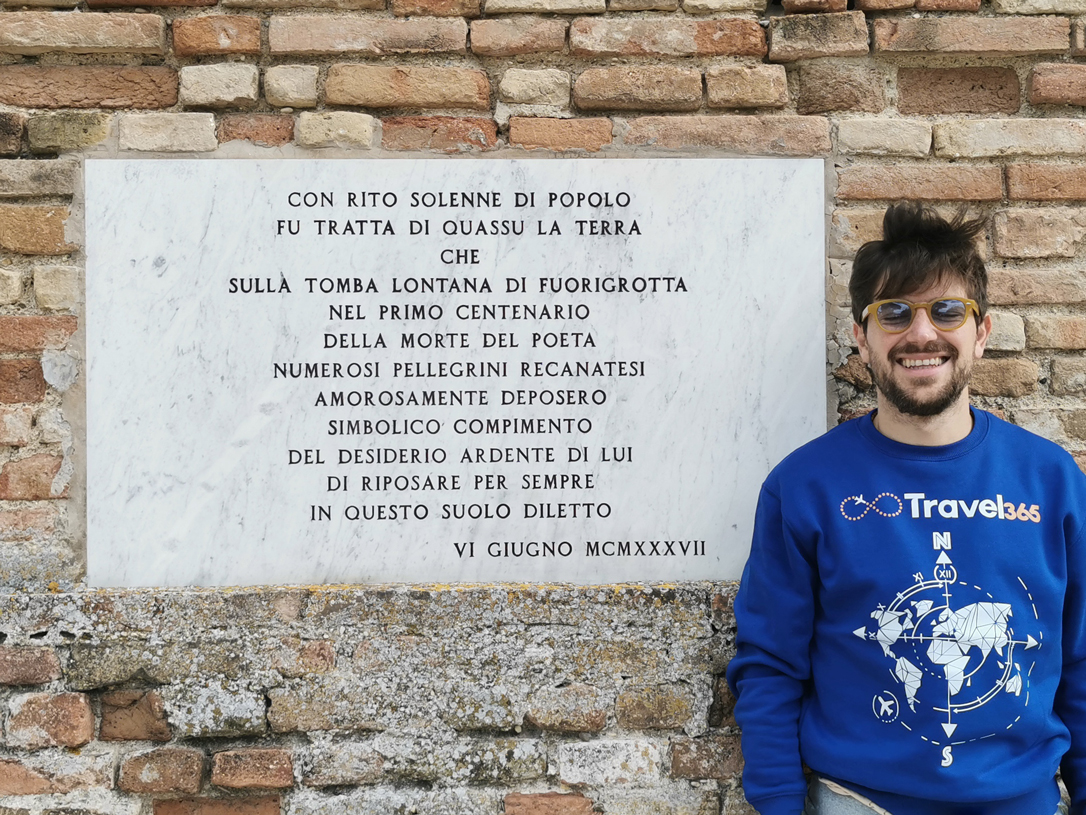 CON RITO SOLENNE DI POPOLO
FU TRATTA DI QUASSU LA TERRA
CHE
SULLA TOMBA LONTANA DI FUORIGROTTA
NEL PRIMO CENTENARIO
DELLA MORTE DEL POETA
NUMEROSI PELLEGRINI RECANATESI
AMOROSAMENTE DEPOSERO
SIMBOLICO COMPIMENTO
DEL DESIDERIO ARDENTE DI LUI
DI RIPOSARE PER SEMPRE
IN QUESTO SUOLO DILETTO
VI GIUGNO MCMXXXVII
Travel365
N
XII
XI
X
IX
S